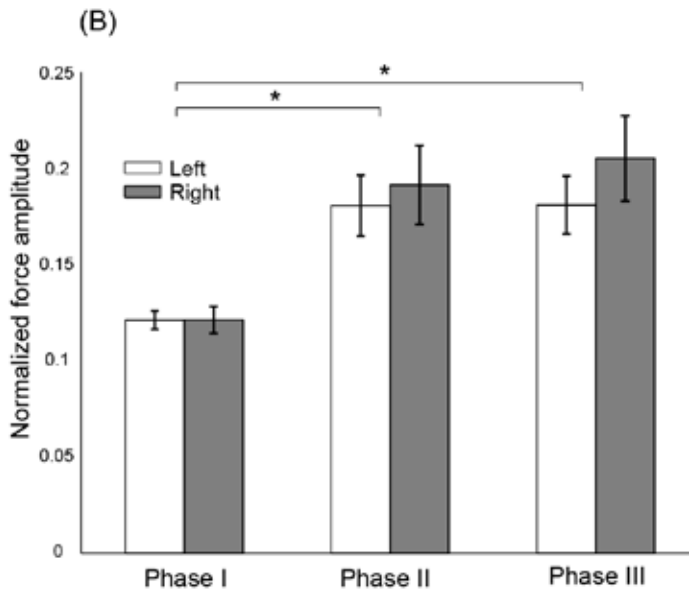 (B)
Normalized force amplitude
0.25
0.2
0.15
0.1
0.05
0
*
*
Left
Right
Phase I
Phase II
Phase III